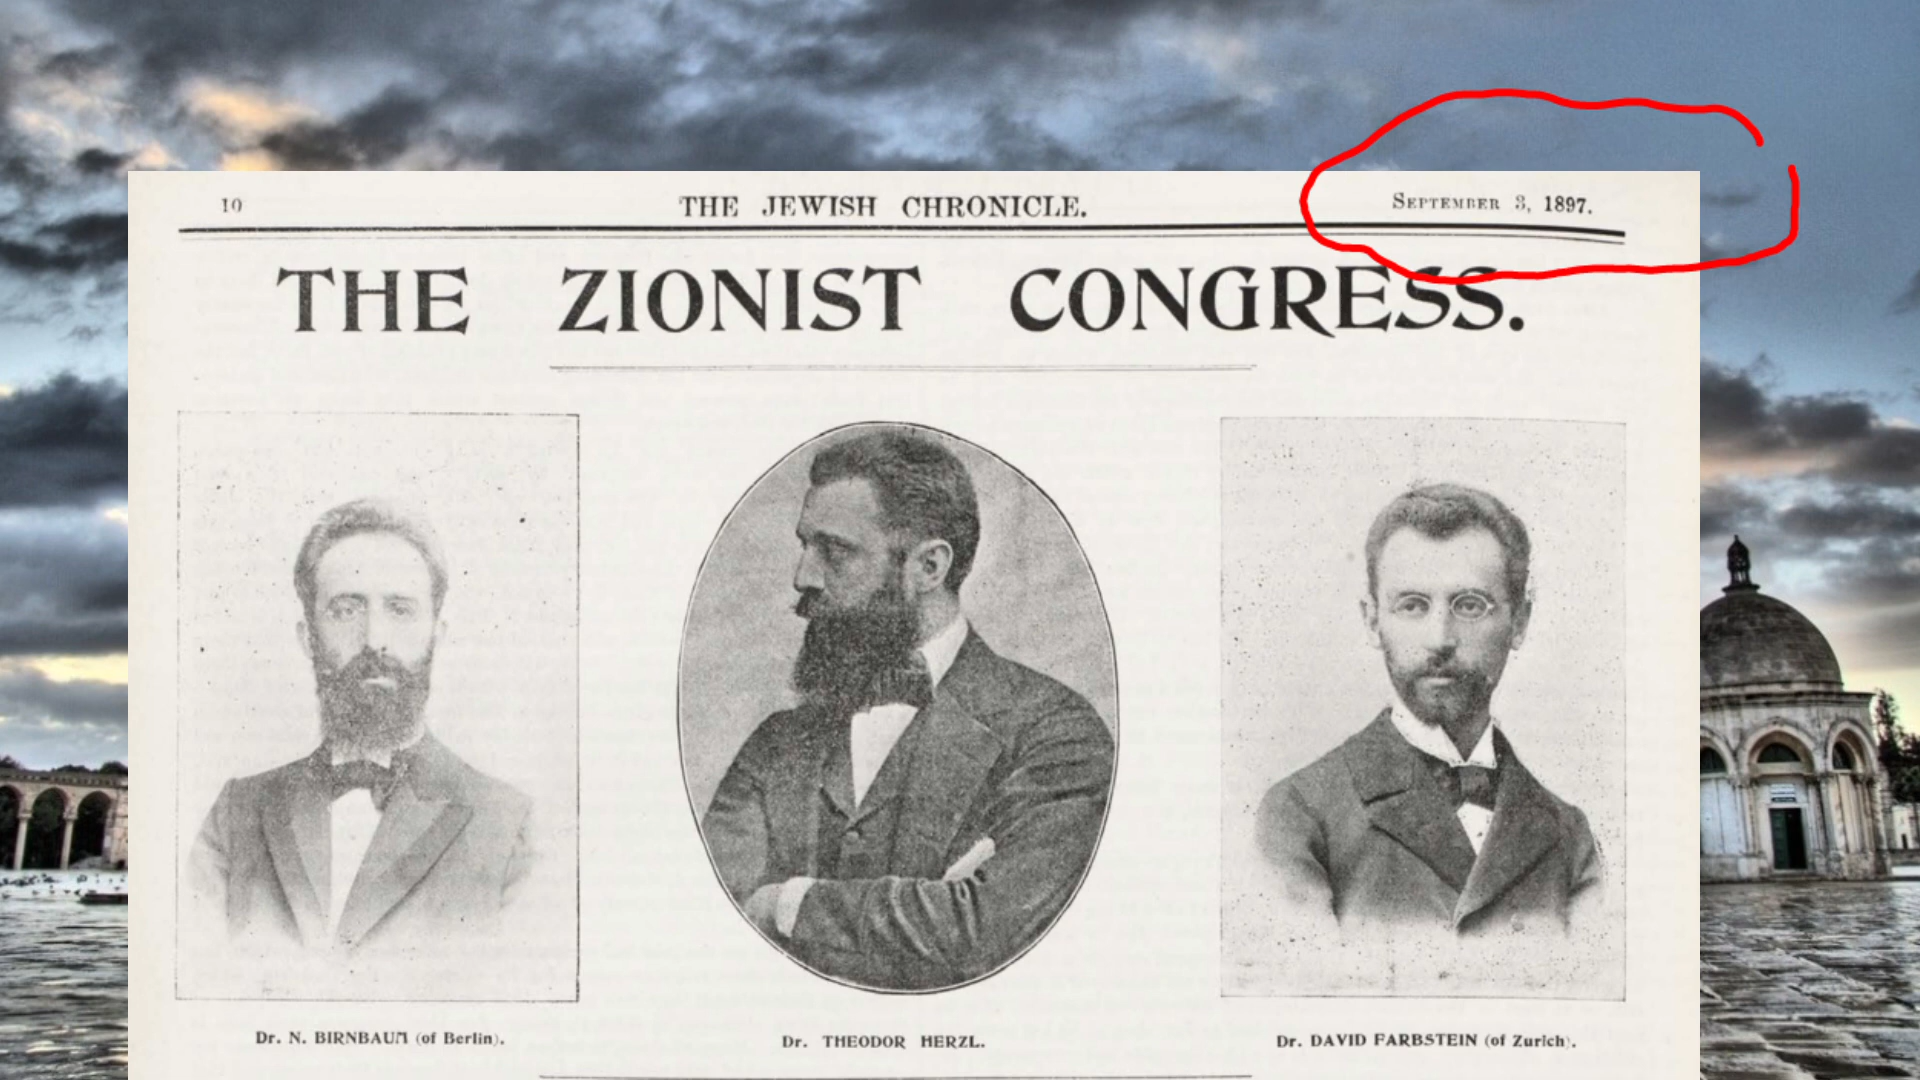 10 THE JEWISH CHRONICLE. SEPTEMBER 3, 1897.
THE ZIONIST CONGRESS.
Dr. N. BIRNBAUM (of Berlin).
Dr. THEODOR HERZL.
Dr. DAVID FARBSTEIN (of Zurich).